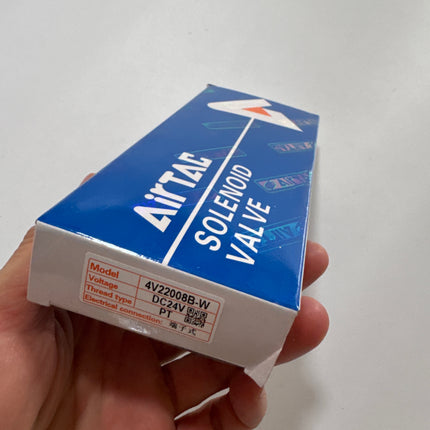 AirTAC
SOLENOID
VALVE
Model 4V22008B-W
Voltage DC24V
Thread type PT
Electrical connection: 端子式